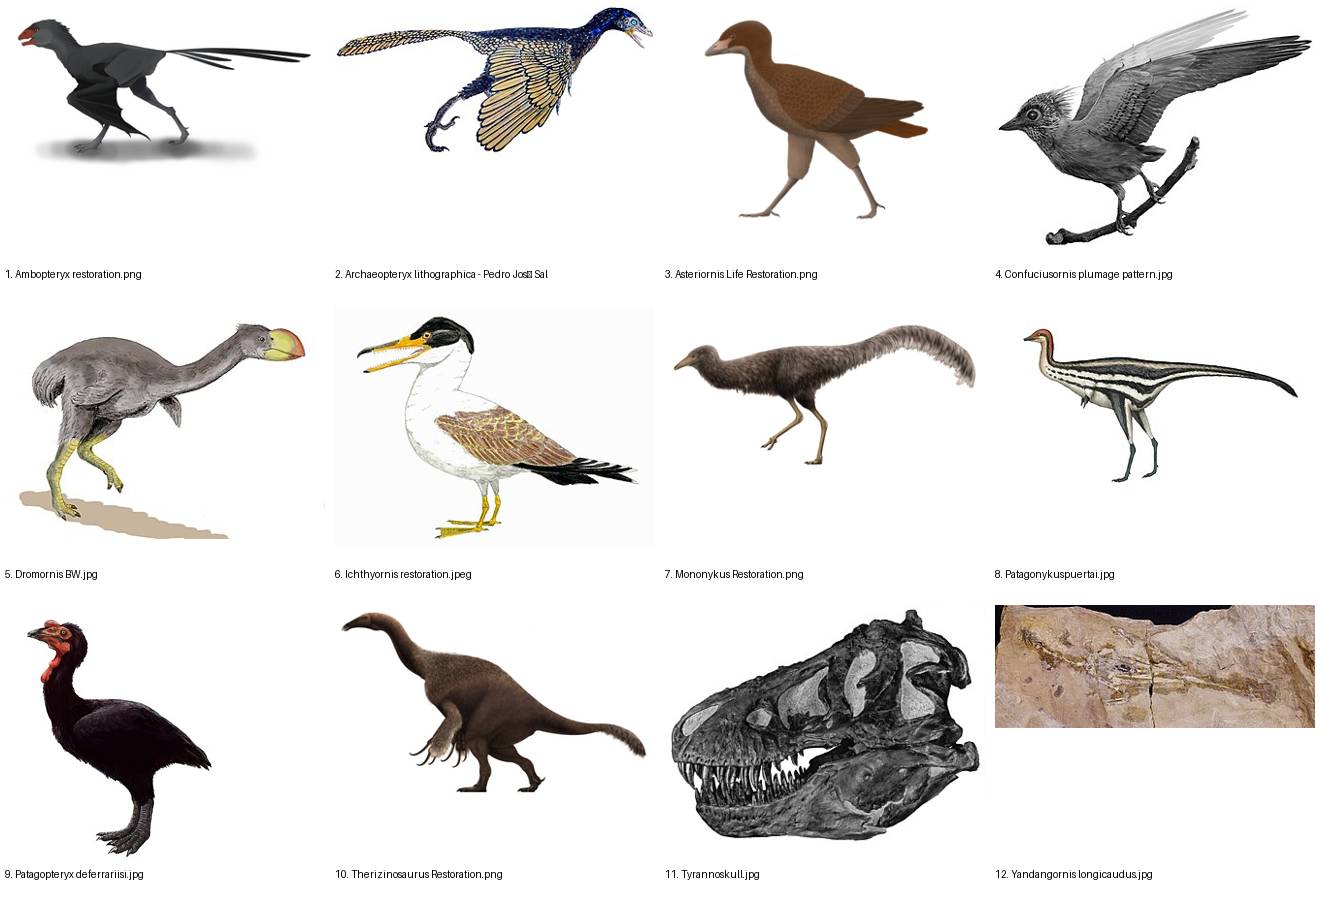 1. Ambopteryx restoration.png
2. Archaeopteryx lithographica - Pedro Jos Sal
3. Asteriornis Life Restoration.png
4. Confuciusornis plumage pattern.jpg
5. Dromornis BW.jpg
6. Ichthyornis restoration.jpeg
7. Mononykus Restoration.png
8. Patagonykuspuertai.jpg
9. Patagopteryx deferrariisi.jpg
10. Therizinosaurus Restoration.png
11. Tyrannoskull.jpg
12. Yandangornis longicaudus.jpg